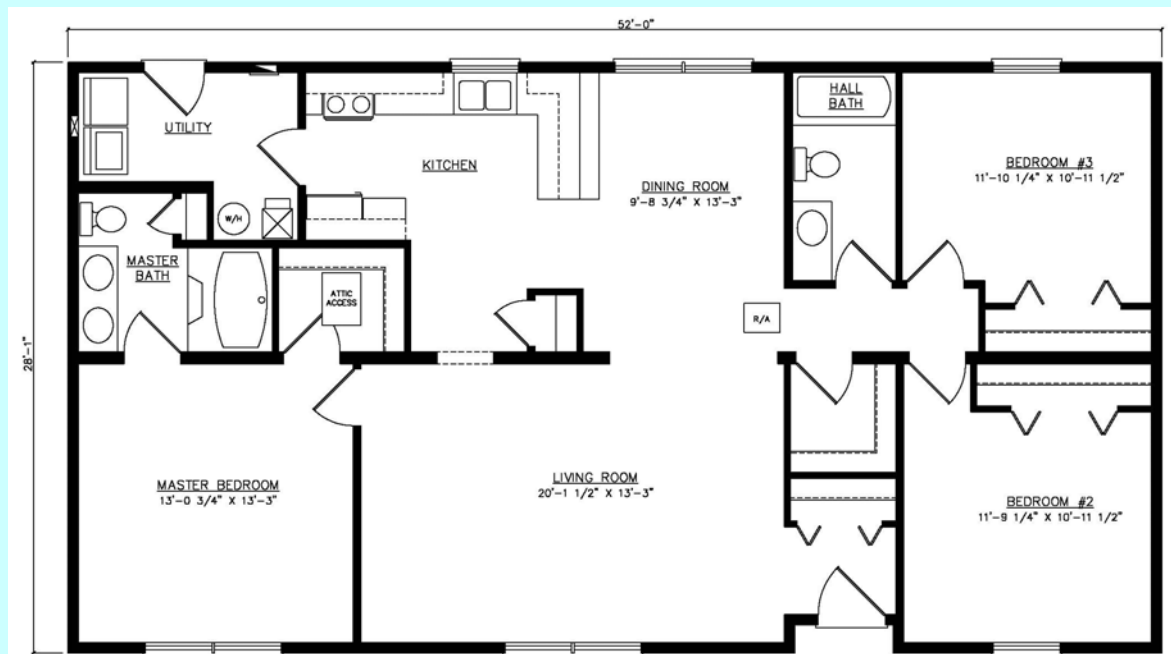 52'-0"
28'-1"
UTILITY
KITCHEN
W/H
MASTER
BATH
ATTIC
ACCESS
DINING ROOM
9'-8 3/4" X 13'-3"
HALL
BATH
BEDROOM #3
11'-10 1/4" X 10'-11 1/2"
R/A
MASTER BEDROOM
13'-0 3/4" X 13'-3"
LIVING ROOM
20'-1 1/2" X 13'-3"
BEDROOM #2
11'-9 1/4" X 10'-11 1/2"